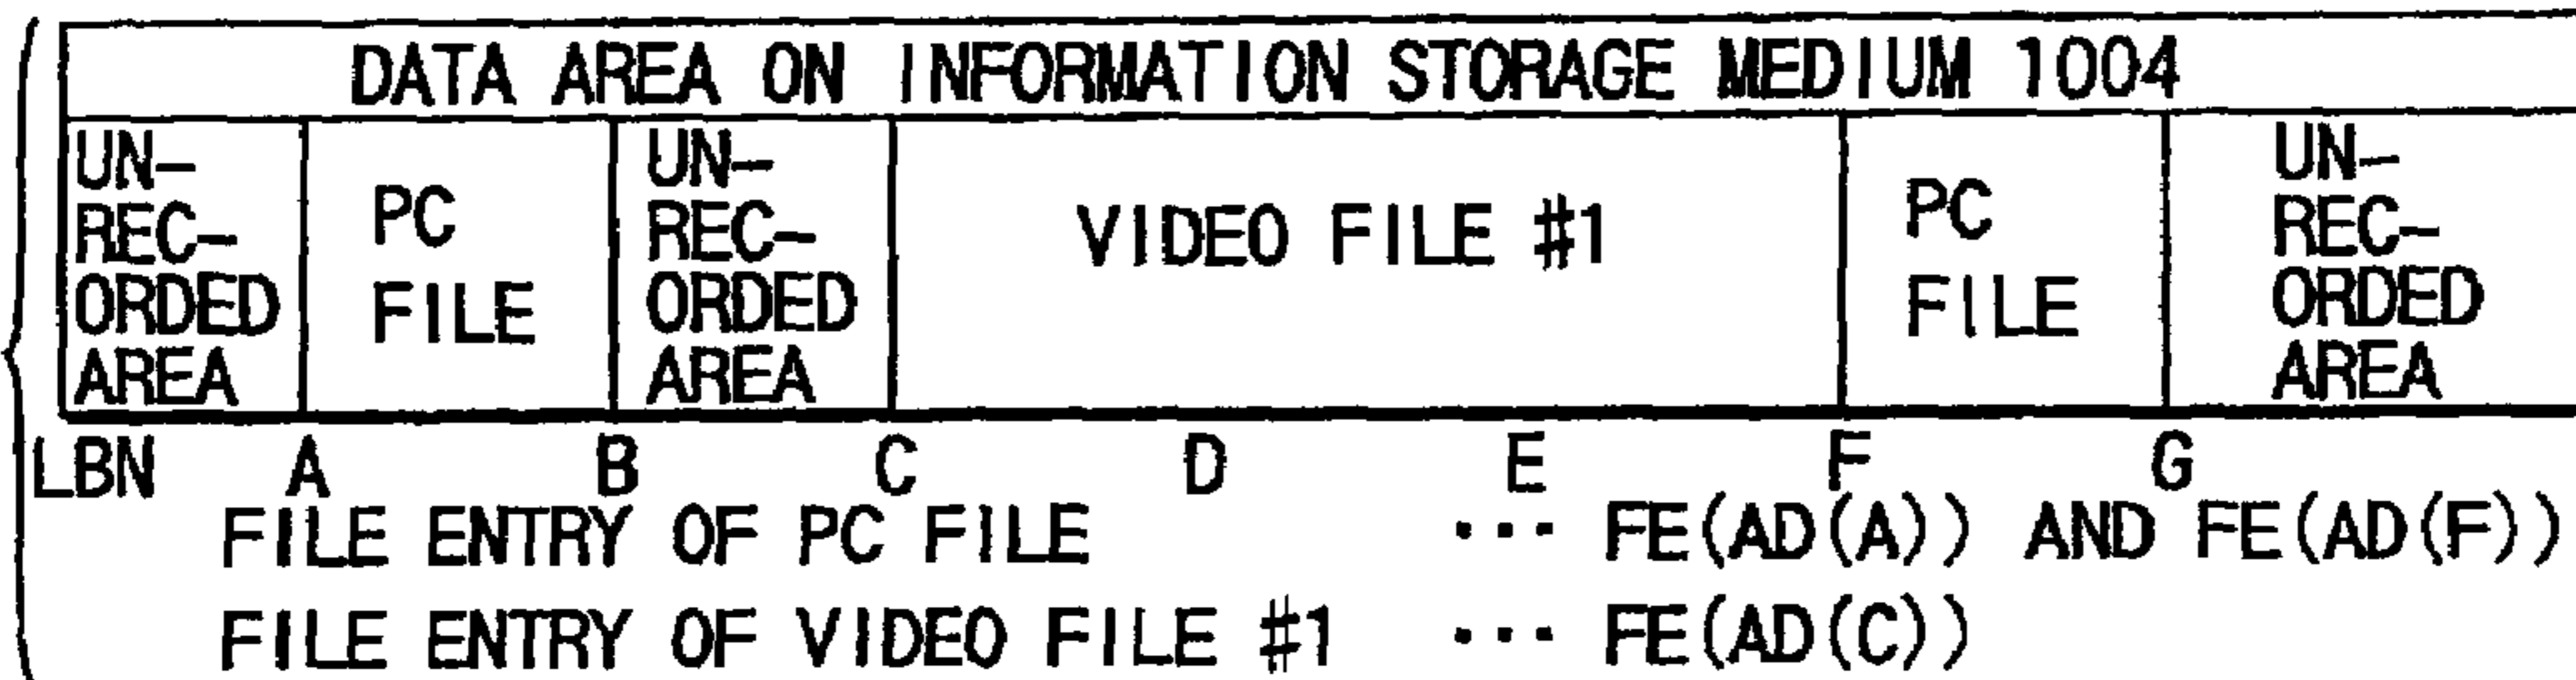 DATA AREA ON INFORMATION STORAGE MEDIUM 1004
UN-
REC-
ORDED
AREA
PC
FILE
UN-
REC-
ORDED
AREA
VIDEO FILE #1
PC
FILE
UN-
REC-
ORDED
AREA
LBN A B C D E F G
FILE ENTRY OF PC FILE ... FE(AD(A)) AND FE(AD(F))
FILE ENTRY OF VIDEO FILE #1 ... FE(AD(C))